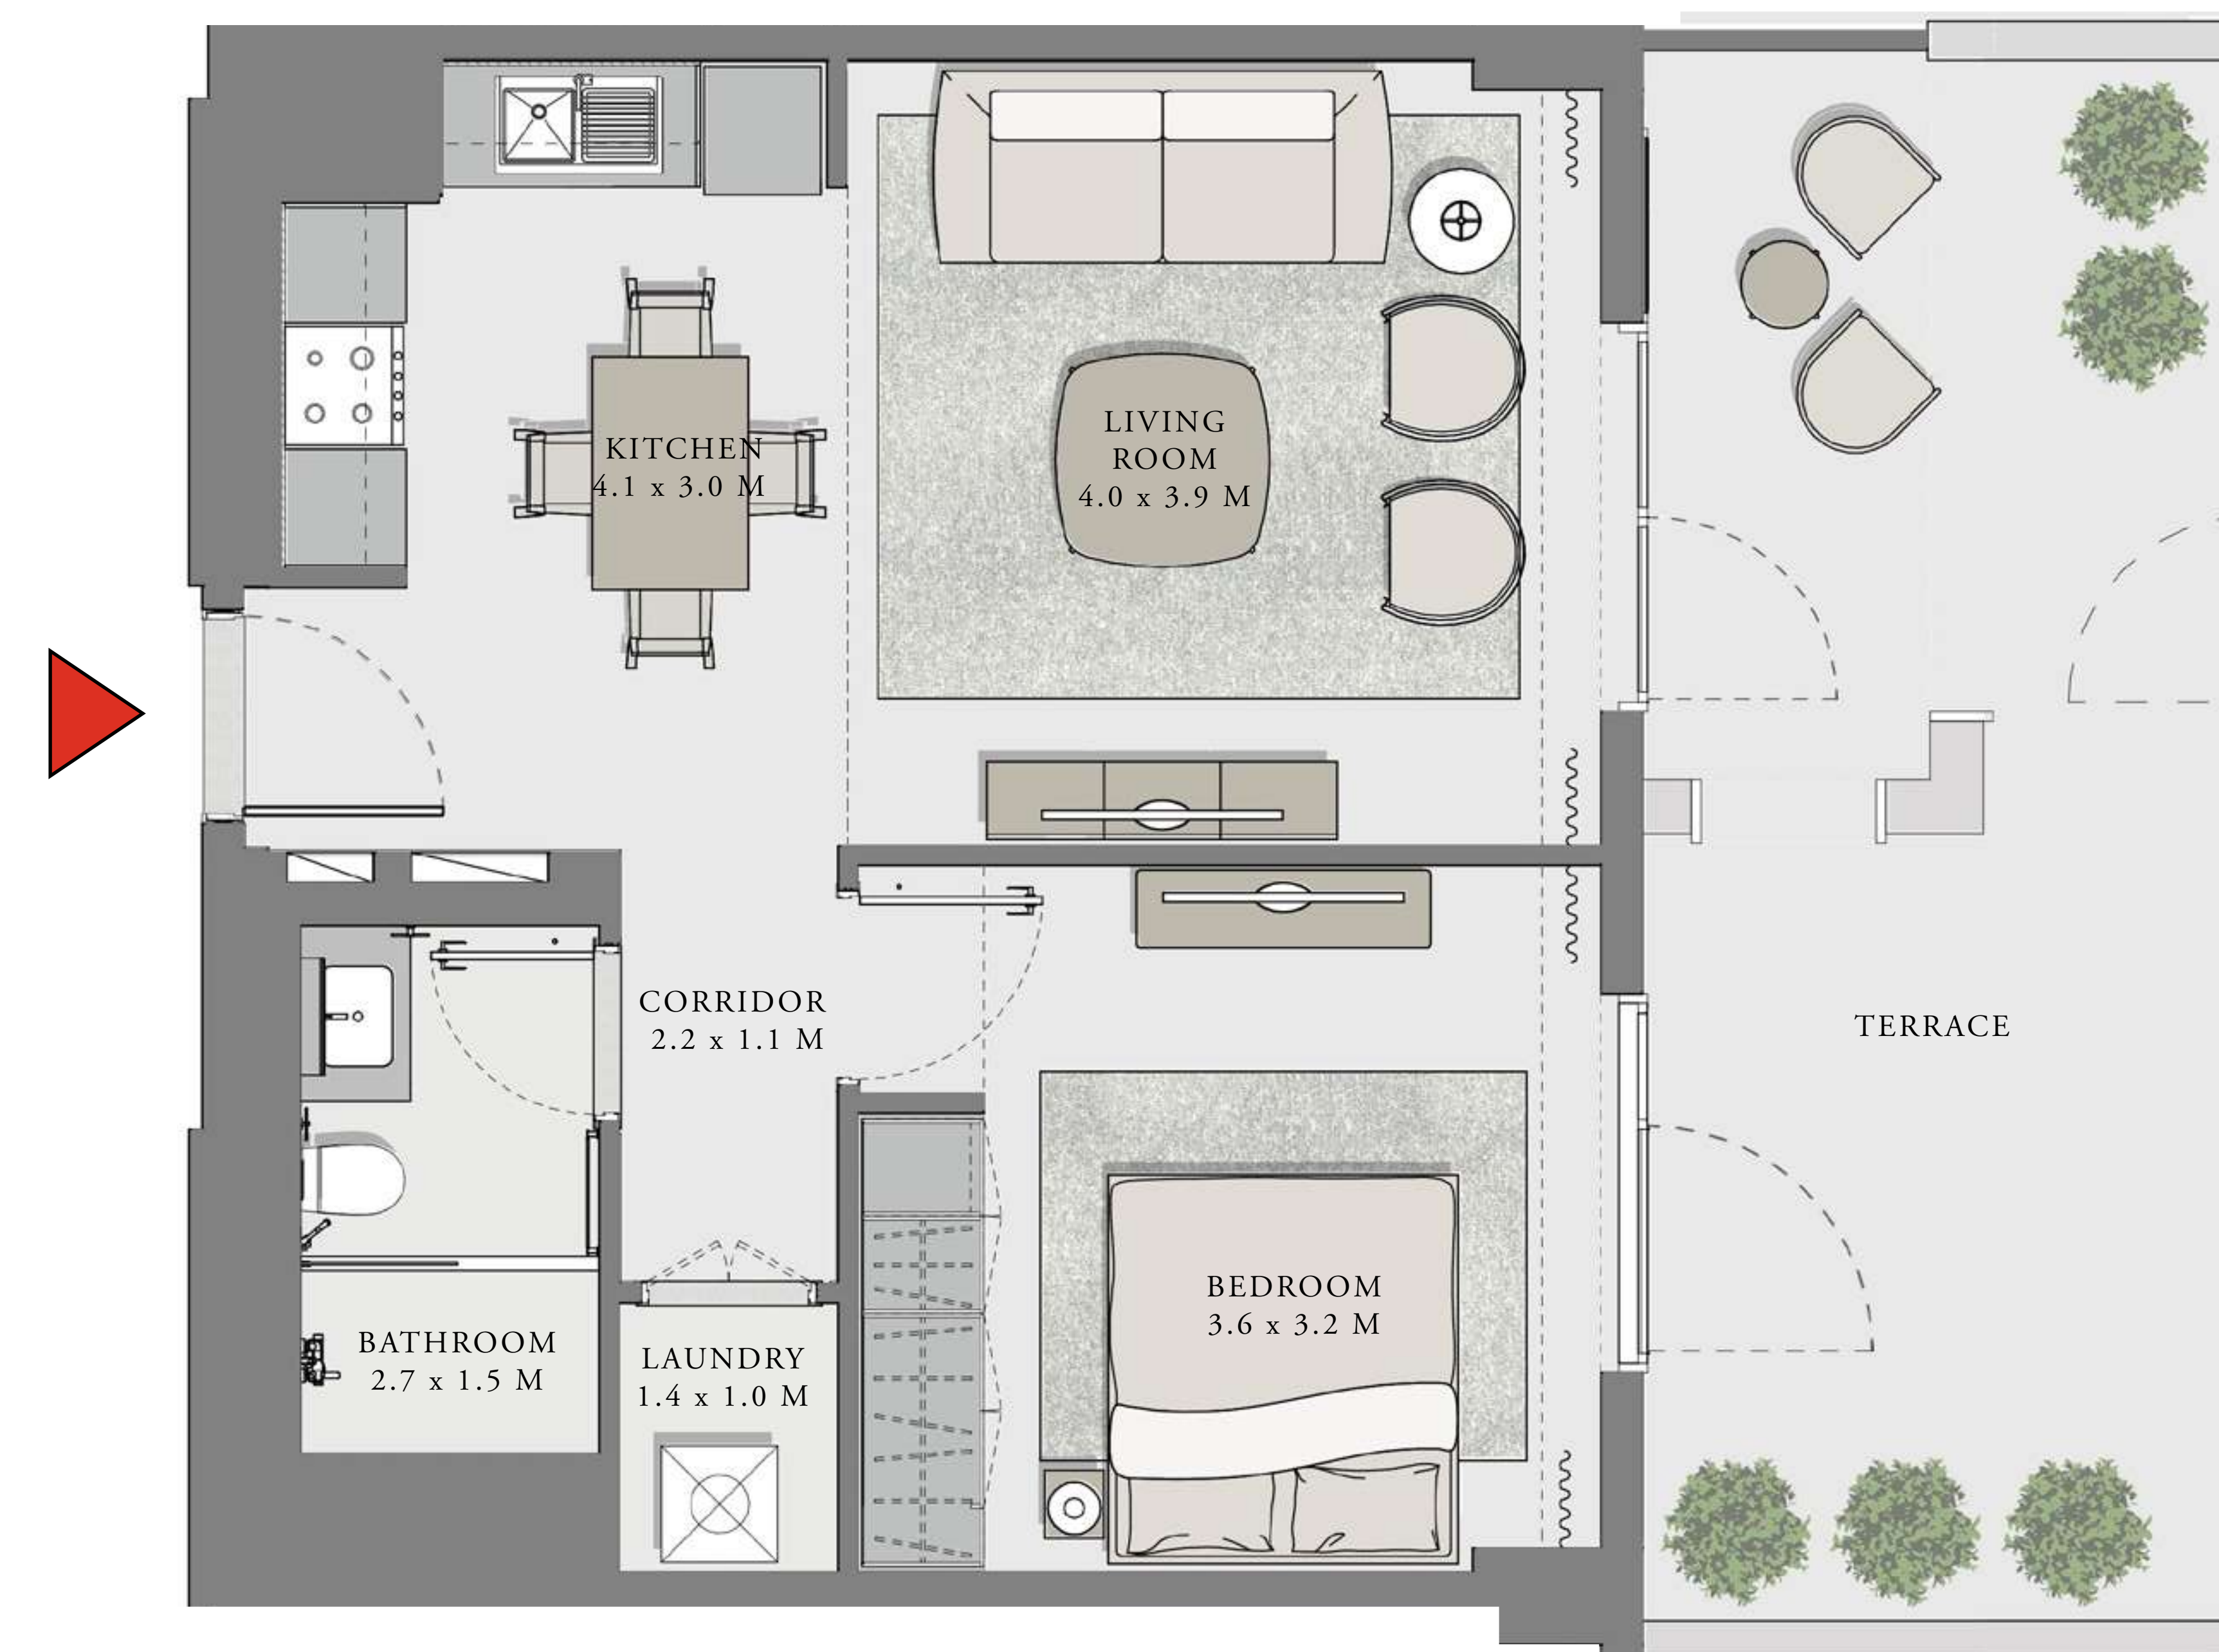 KITCHEN
4.1 x 3.0 M
LIVING
ROOM
4.0 x 3.9 M
CORRIDOR
2.2 x 1.1 M
TERRACE
BEDROOM
3.6 x 3.2 M
BATHROOM
2.7 x 1.5 M
LAUNDRY
1.4 x 1.0 M